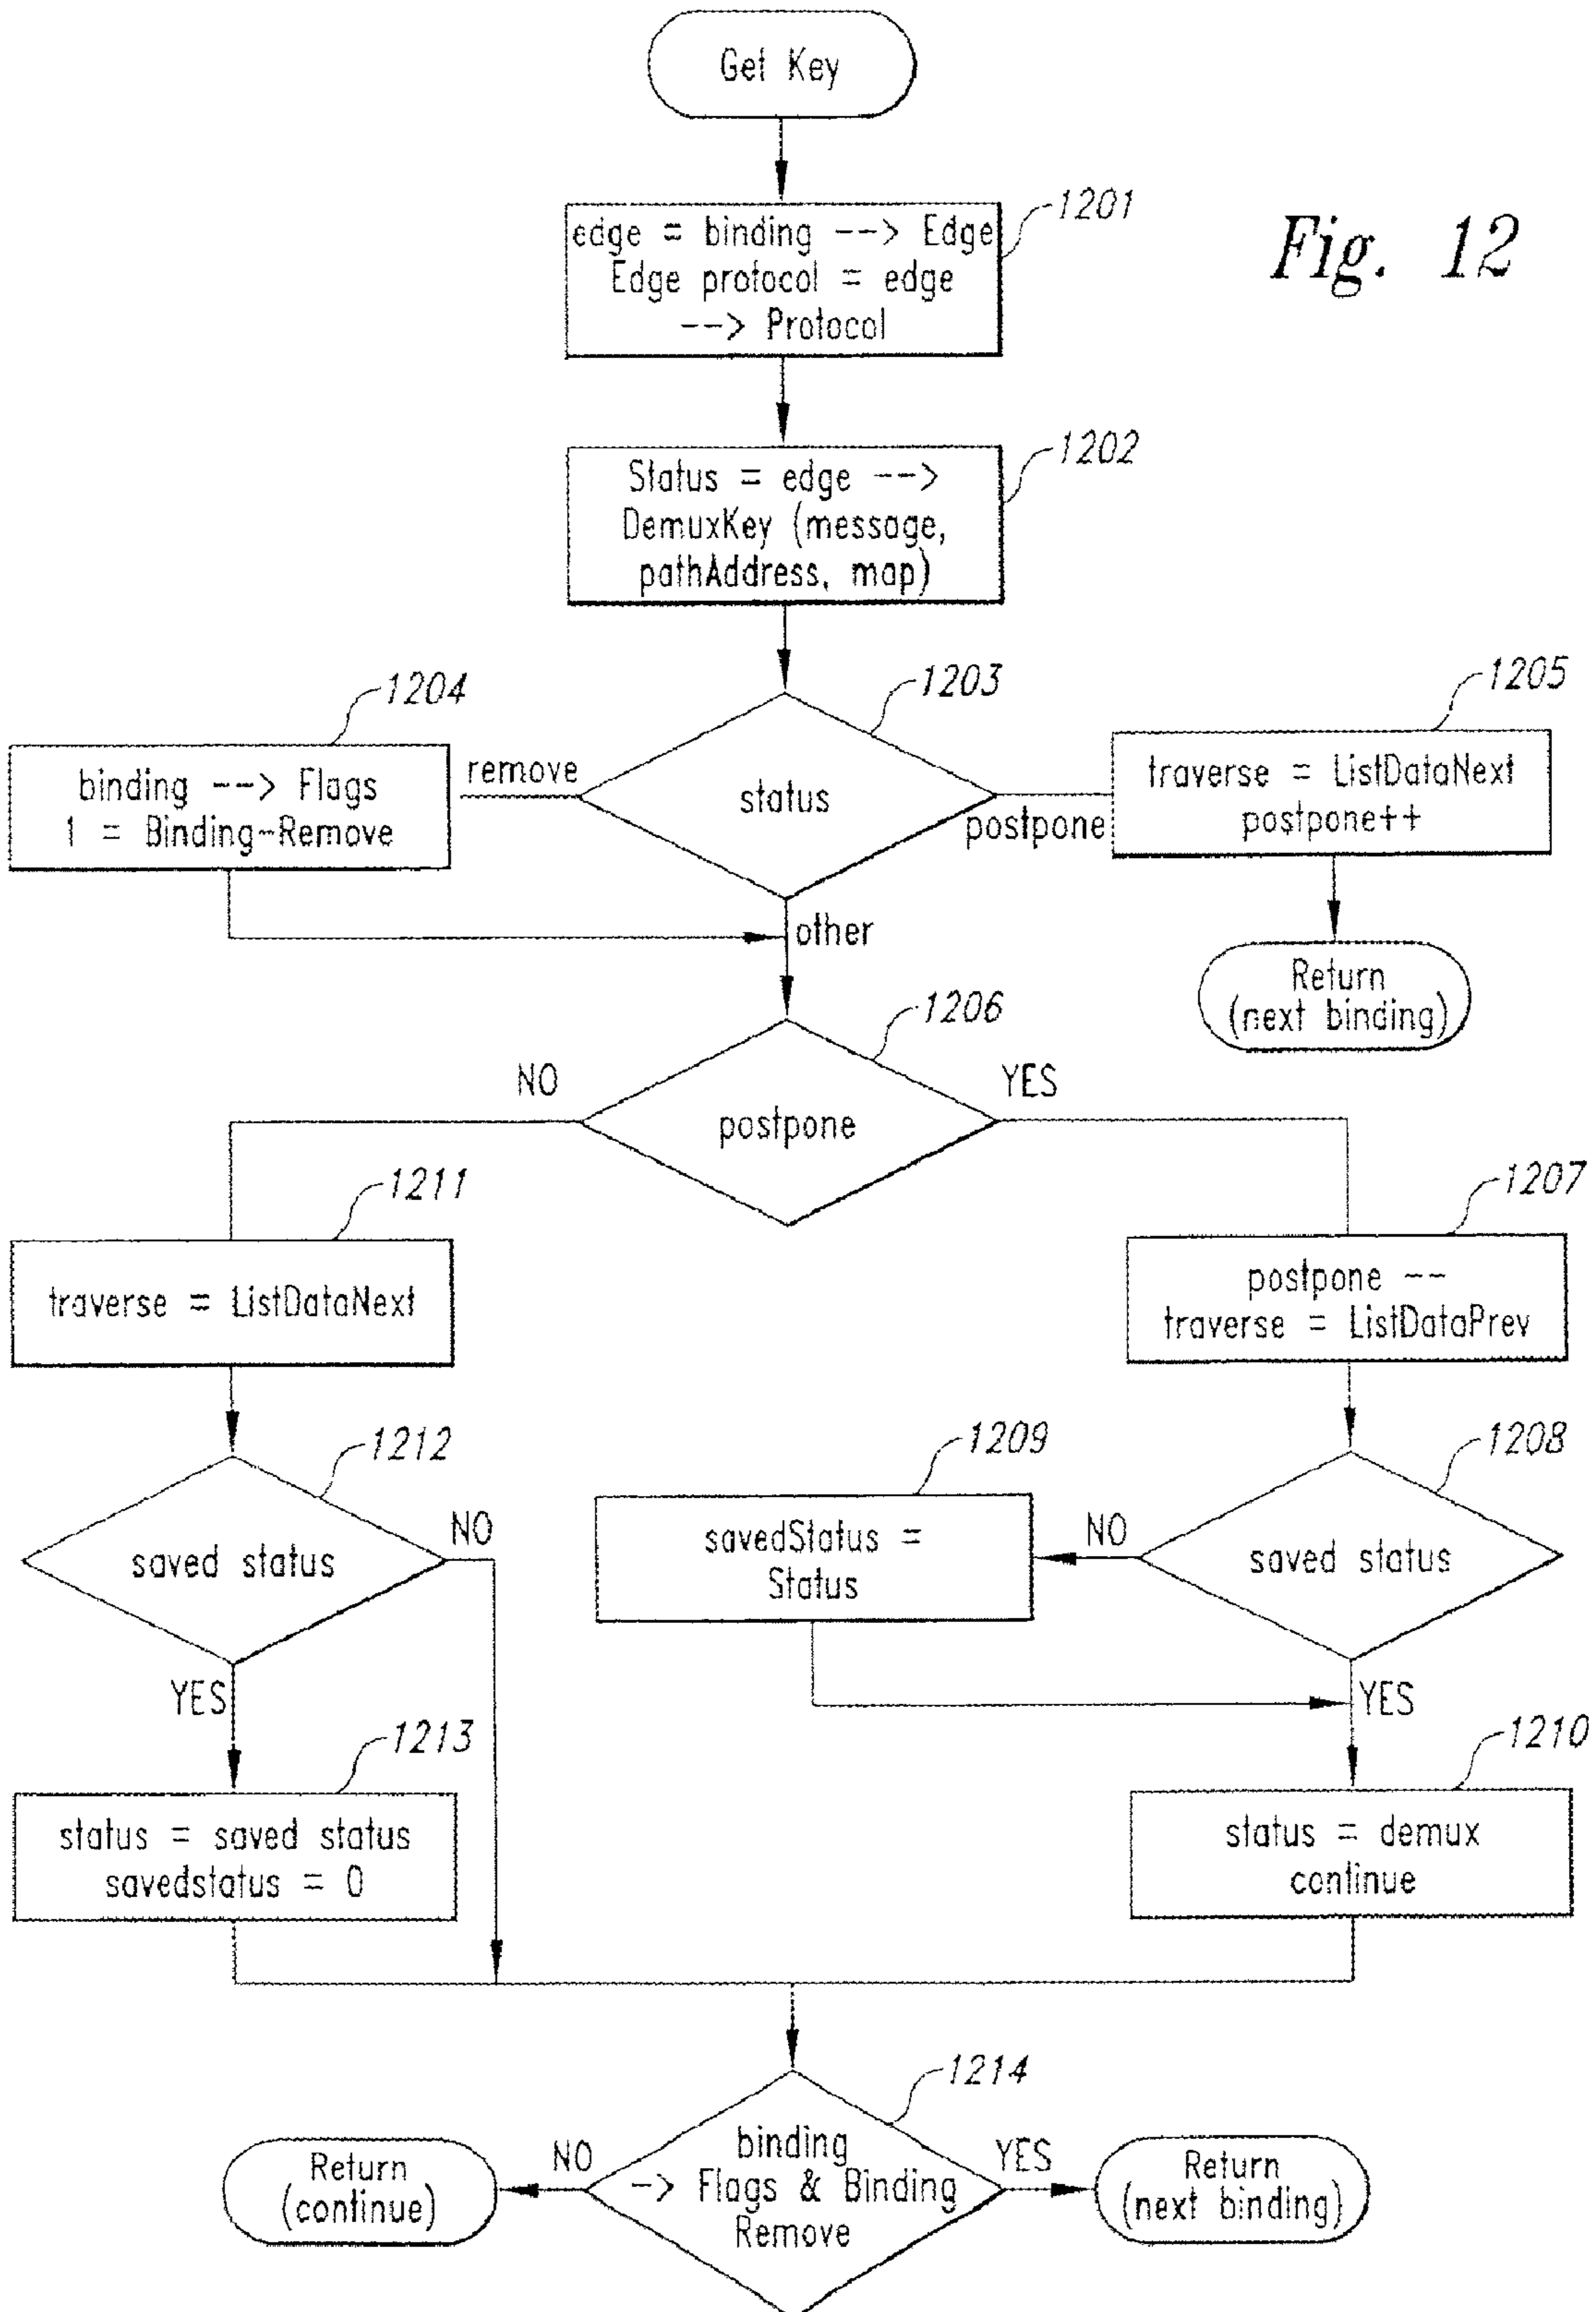 Get Key
1201
edge = binding --> Edge
Edge protocol = edge
--> Protocol
Fig. 12
1202
Status = edge -->
DemuxKey (message,
pathAddress, map)
1203
1204
1205
binding --> Flags
1 = Binding-Remove
remove
status
postpone
traverse = ListDataNext
postpone++
other
Return
(next binding)
1206
NO
YES
postpone
1211
1207
traverse = ListDataNext
postpone --
traverse = ListDataPrev
1212
1209
1208
saved status
NO
savedStatus =
Status
NO
saved status
YES
YES
1213
1210
status = saved status
savedstatus = 0
status = demux
continue
1214
Return
(continue)
NO
binding
-> Flags & Binding
Remove
YES
Return
(next binding)